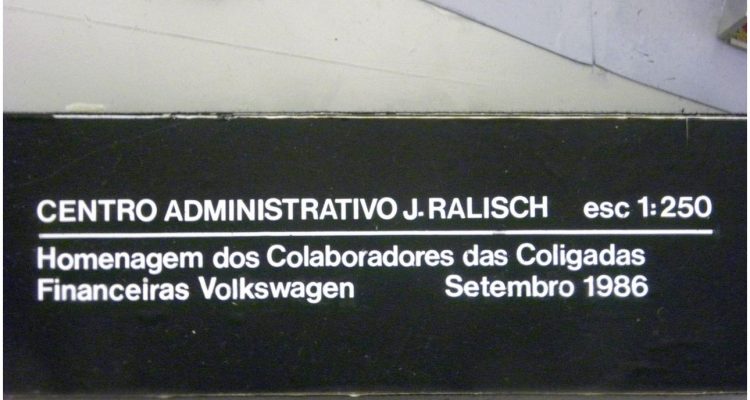 CENTRO ADMINISTRATIVO J. RALISCH esc 1:250
Homenagem dos Colaboradores das Coligadas
Financeiras Volkswagen Setembro 1986